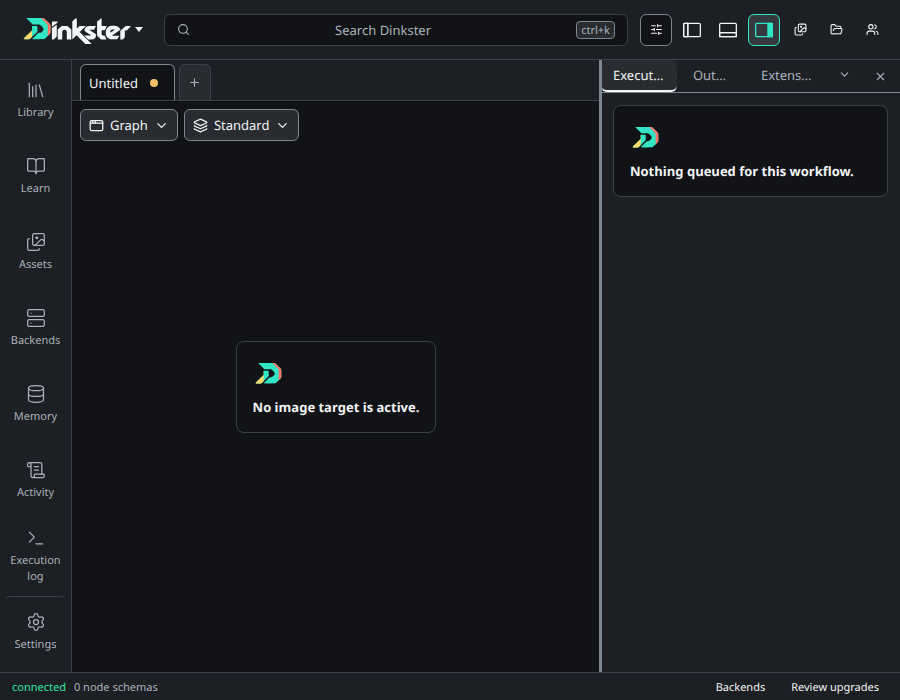 Dinkster
Search Dinkster
ctrl+k
Library
Learn
Assets
Backends
Memory
Activity
Execution
log
Settings
Untitled
+
Graph
Standard
No image target is active.
Execut...
Out...
Extens...
Nothing queued for this workflow.
connected
0 node schemas
Backends
Review upgrades